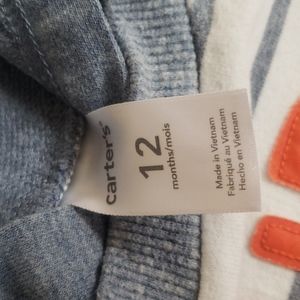 carter's
12
months/mois
Made in Vietnam
Fabriqué au Vietnam
Hecho en Vietnam